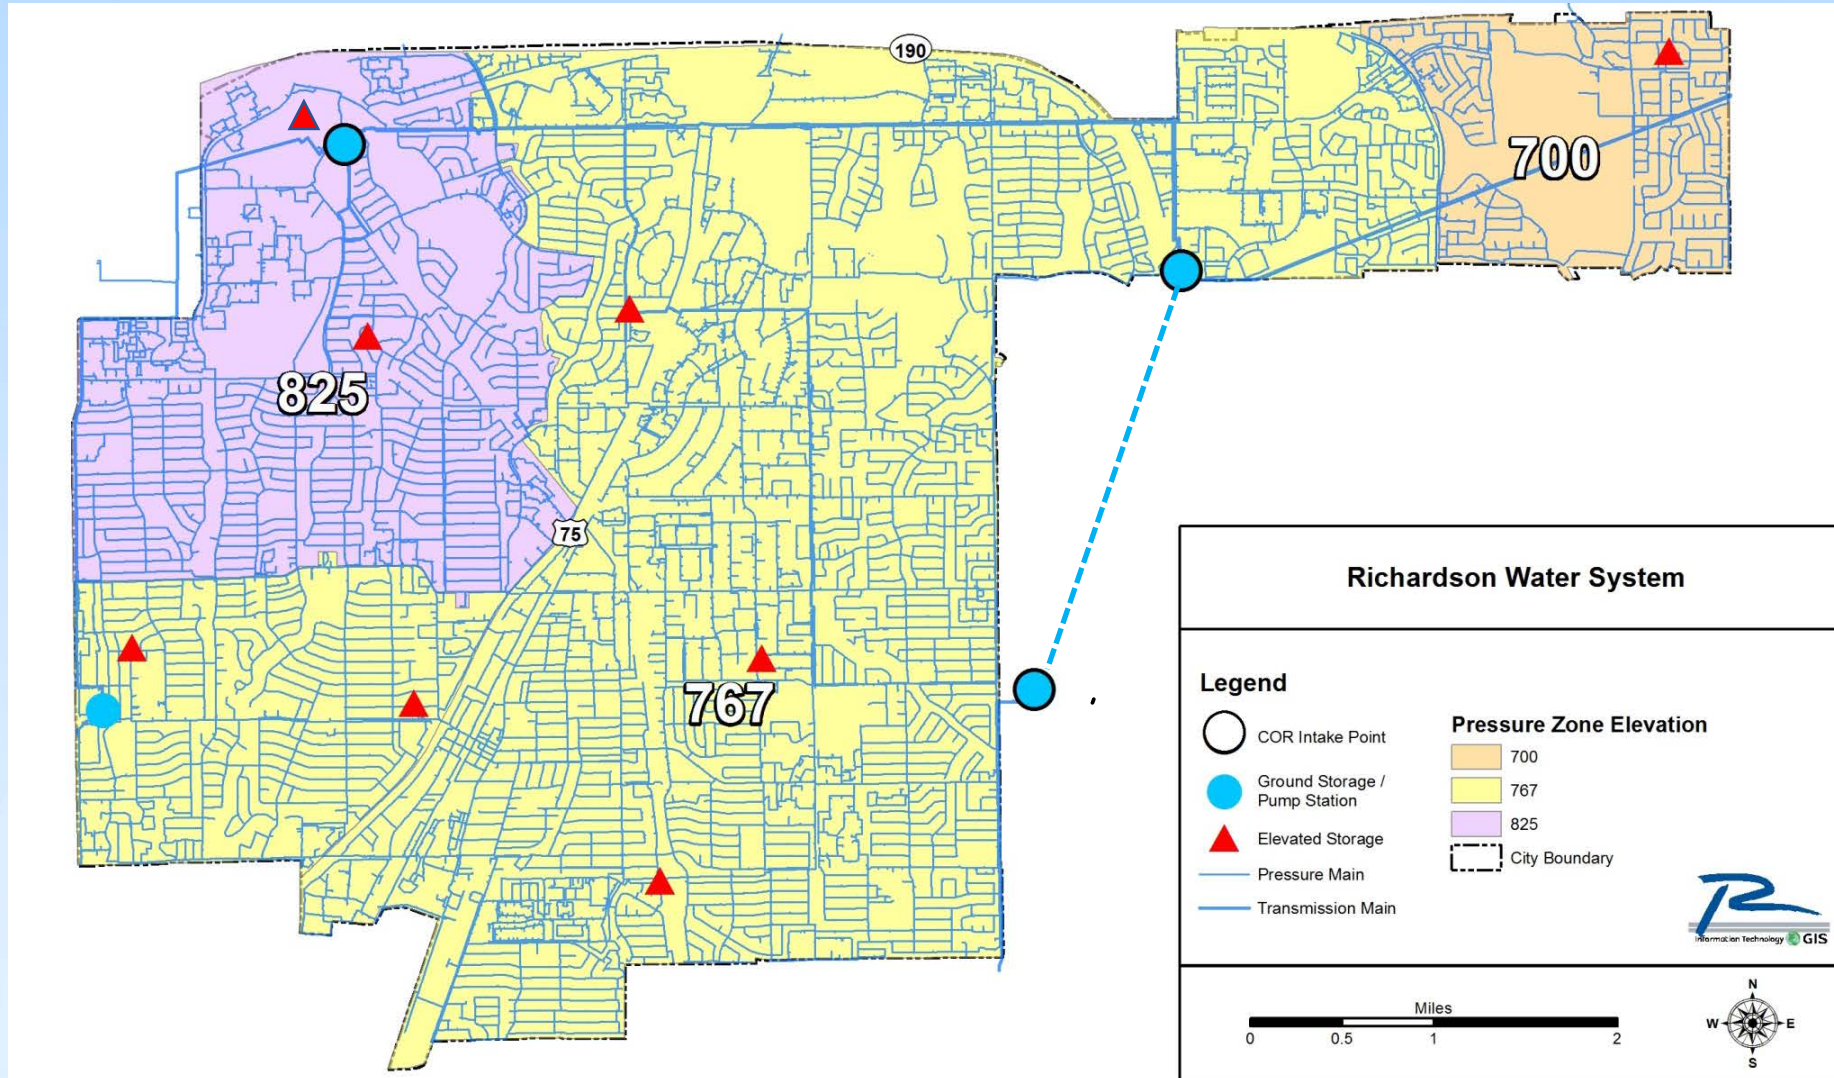 190
700
825
75
767
Richardson Water System
Legend
COR Intake Point
Ground Storage /
Pump Station
Elevated Storage
Pressure Main
Transmission Main
Pressure Zone Elevation
700
767
825
City Boundary
Information Technology GIS
Miles
0 0.5 1 2
N
W E
S